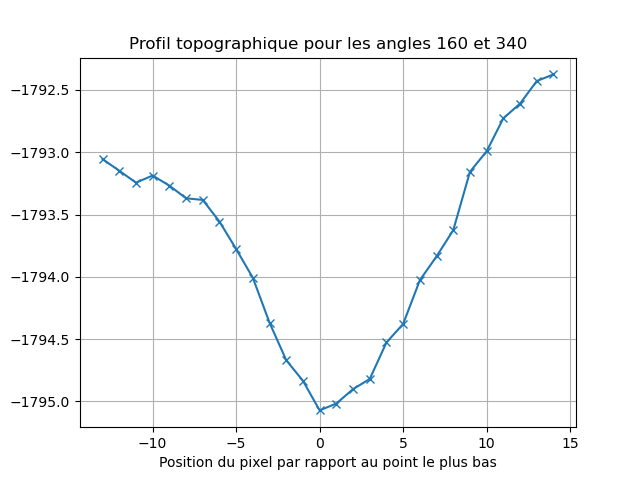 Profil topographique pour les angles 160 et 340
−1792.5
−1793.0
−1793.5
−1794.0
−1794.5
−1795.0
−10 −5 0 5 10 15
Position du pixel par rapport au point le plus bas